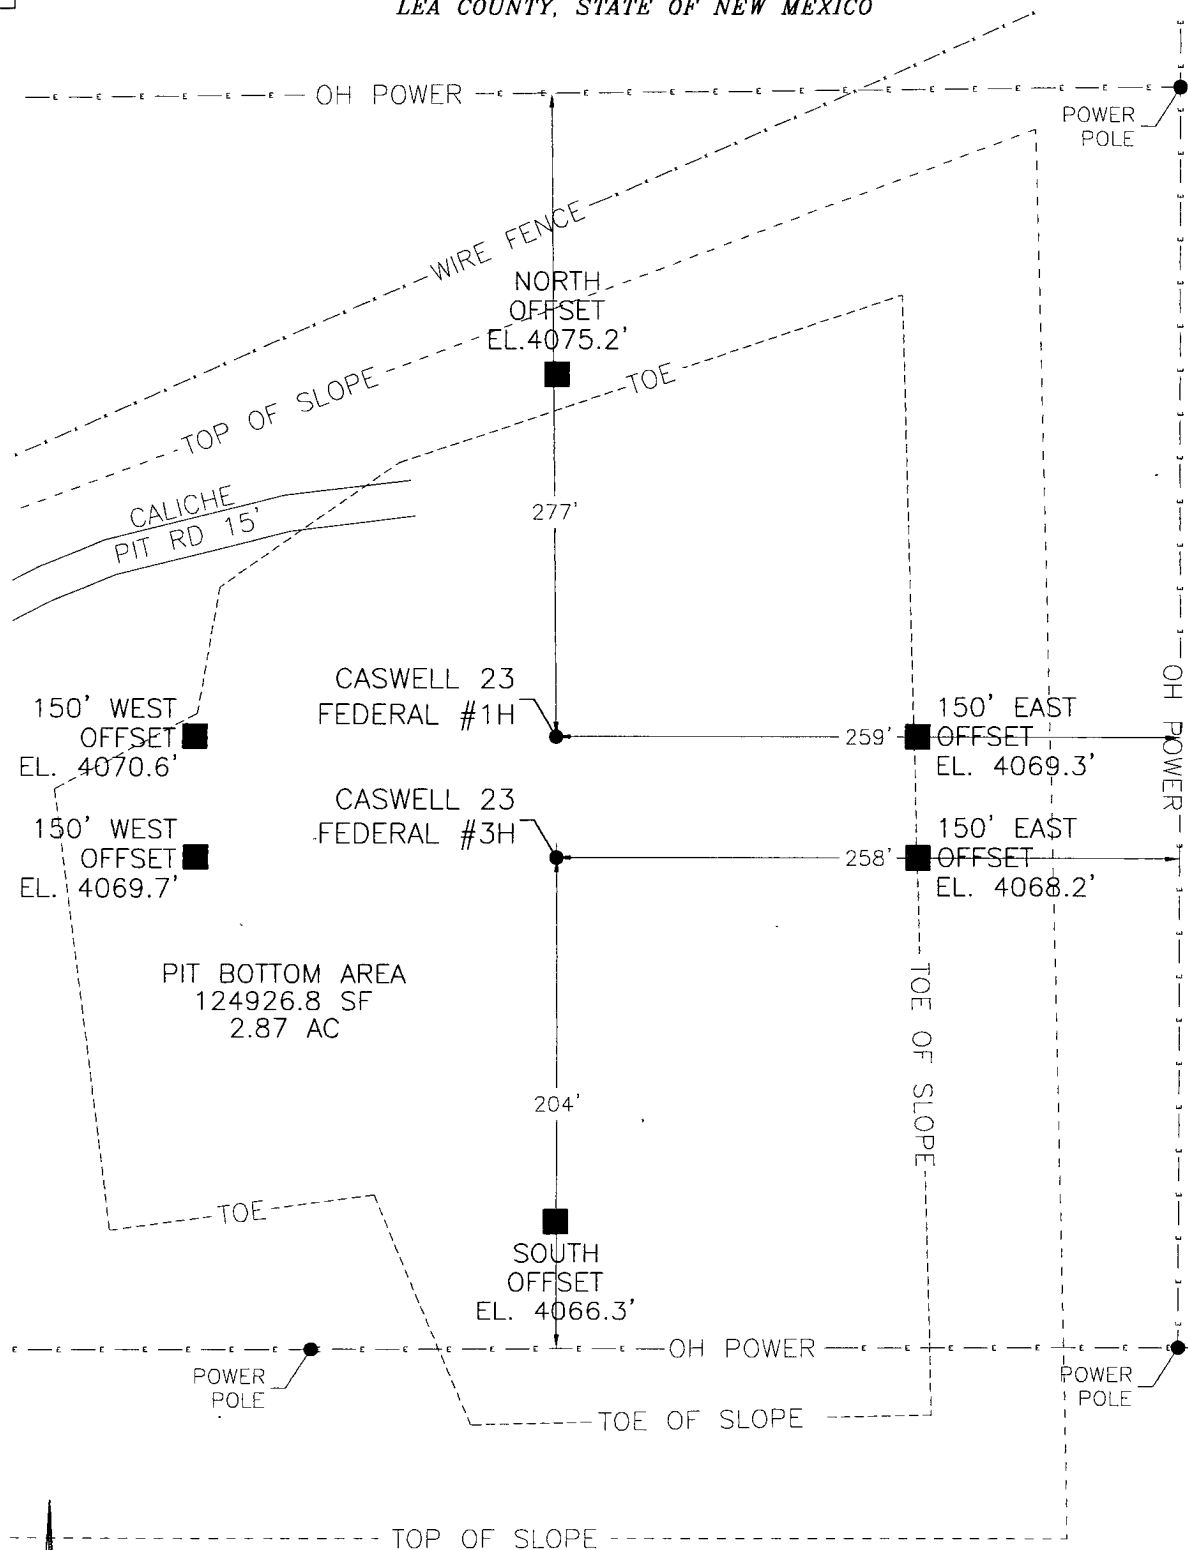 LEA COUNTY, STATE OF NEW MEXICO
OH POWER
POWER
POLE
WIRE FENCE
NORTH
OFFSET
EL.4075.2'
TOP OF SLOPE
TOE
CALICHE
PIT RD 15'
277'
CASWELL 23
FEDERAL #1H
150' WEST
OFFSET
EL. 4070.6'
259'
150' EAST
OFFSET
EL. 4069.3'
OH POWER
CASWELL 23
FEDERAL #3H
150' WEST
OFFSET
EL. 4069.7'
258'
150' EAST
OFFSET
EL. 4068.2'
PIT BOTTOM AREA
124926.8 SF
2.87 AC
TOE OF SLOPE
204'
TOE
SOUTH
OFFSET
EL. 4066.3'
OH POWER
POWER
POLE
POWER
POLE
TOE OF SLOPE
TOP OF SLOPE